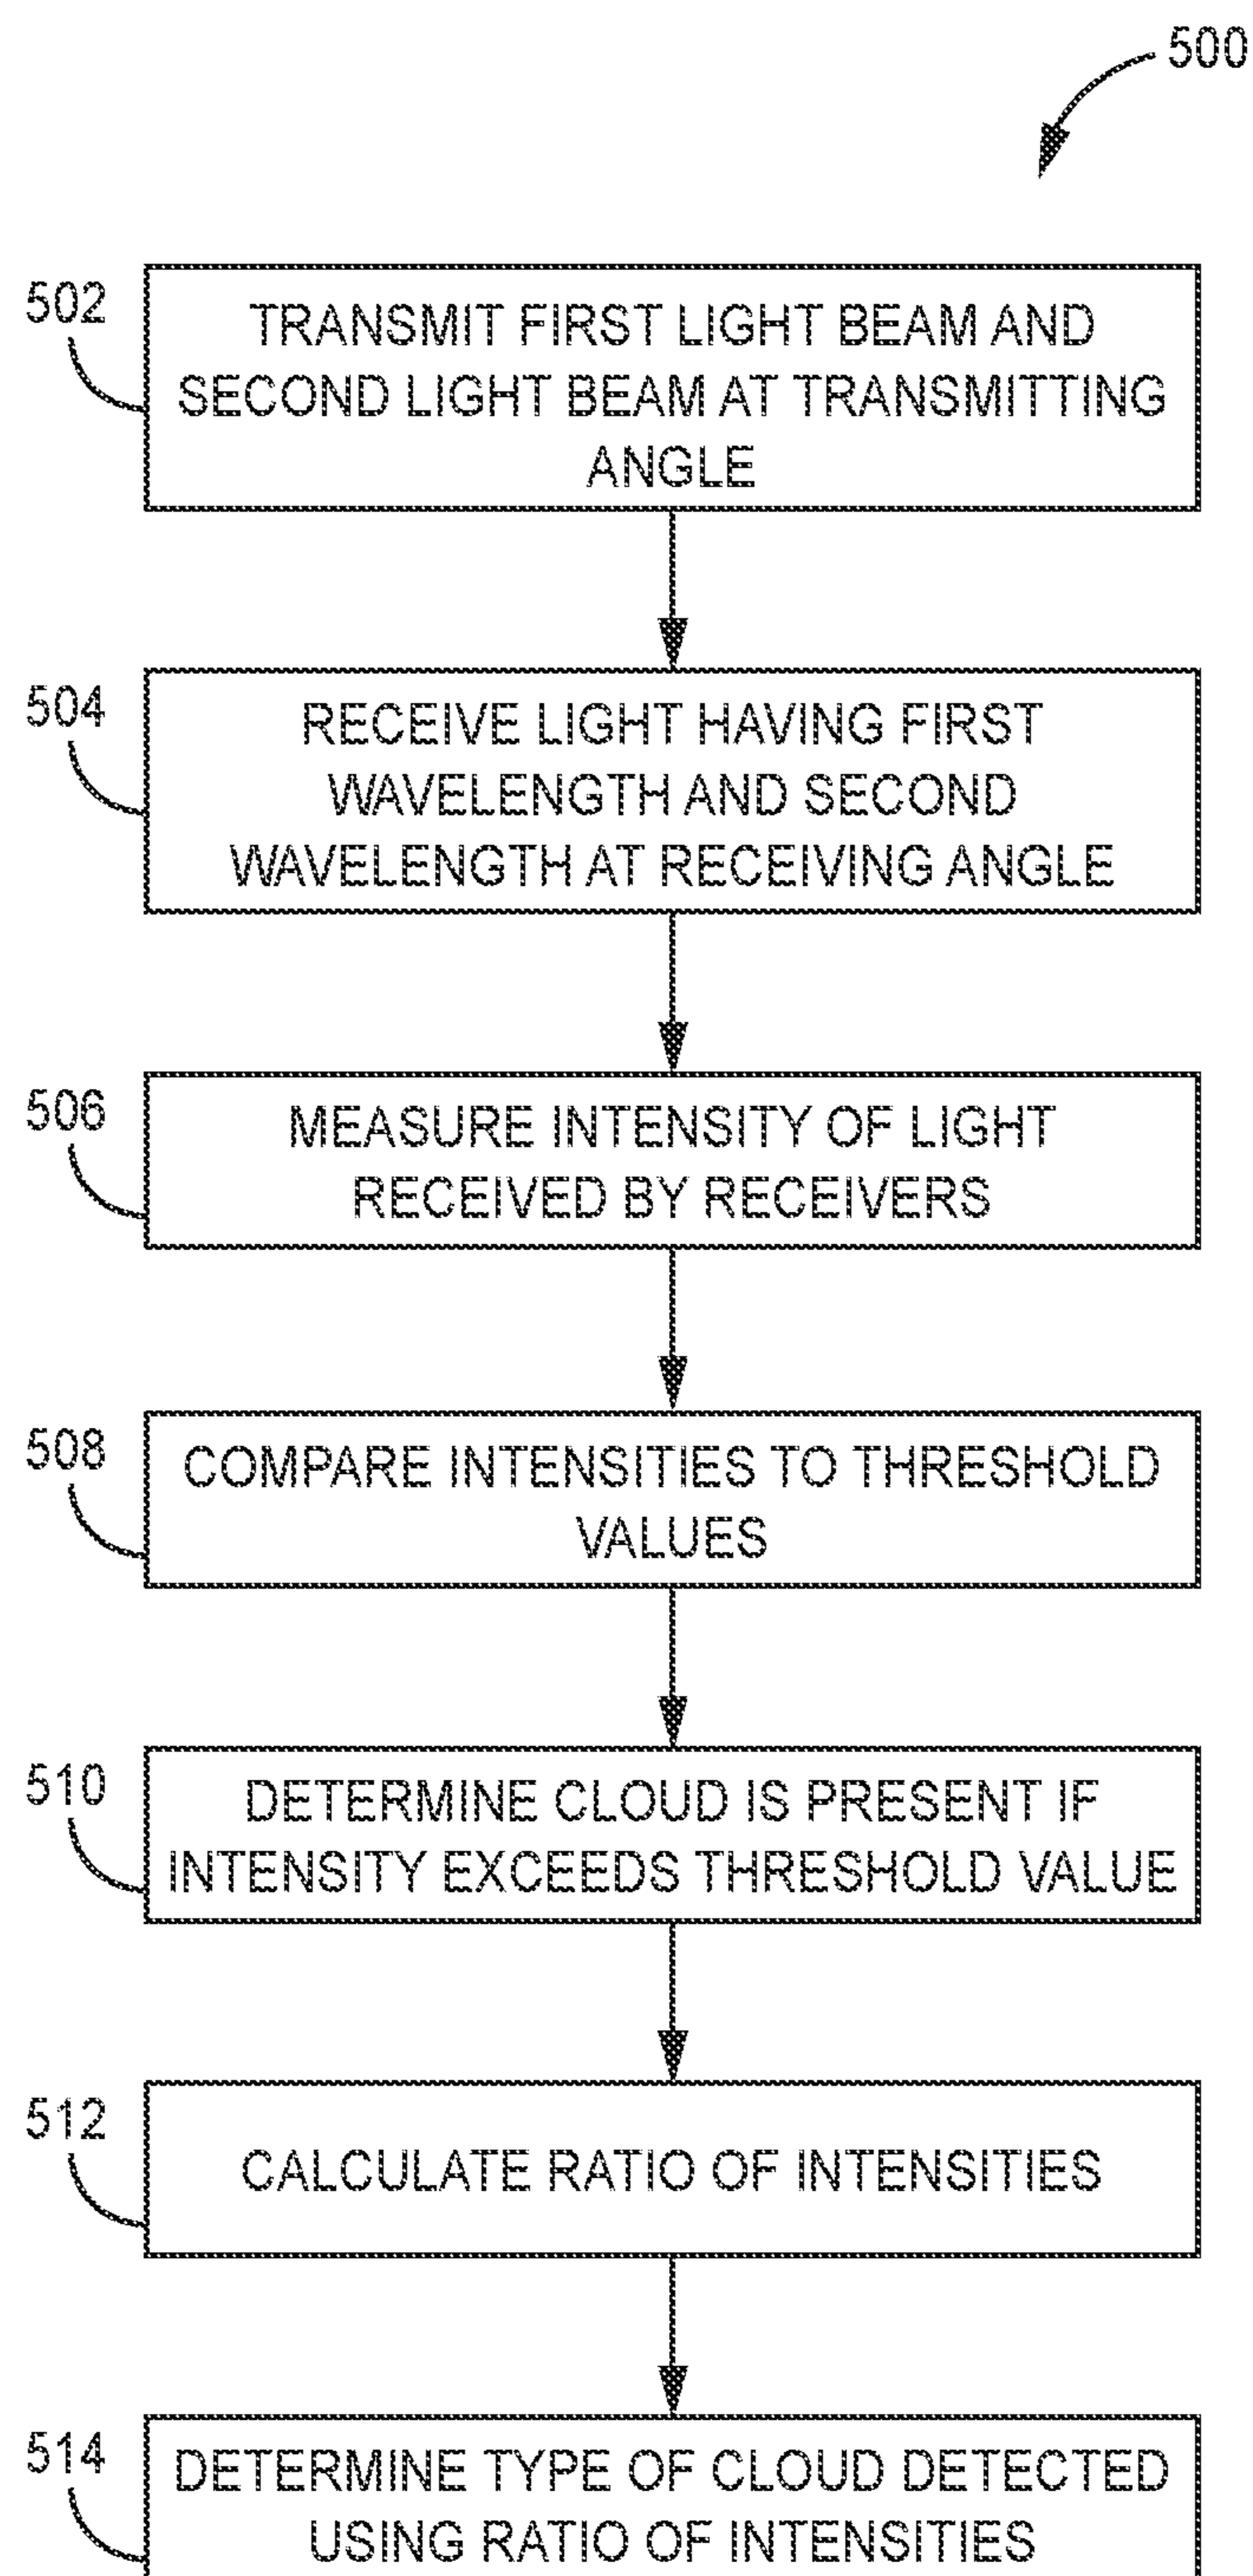 500
502
TRANSMIT FIRST LIGHT BEAM AND
SECOND LIGHT BEAM AT TRANSMITTING
ANGLE
504
RECEIVE LIGHT HAVING FIRST
WAVELENGTH AND SECOND
WAVELENGTH AT RECEIVING ANGLE
506
MEASURE INTENSITY OF LIGHT
RECEIVED BY RECEIVERS
508
COMPARE INTENSITIES TO THRESHOLD
VALUES
510
DETERMINE CLOUD IS PRESENT IF
INTENSITY EXCEEDS THRESHOLD VALUE
512
CALCULATE RATIO OF INTENSITIES
514
DETERMINE TYPE OF CLOUD DETECTED
USING RATIO OF INTENSITIES